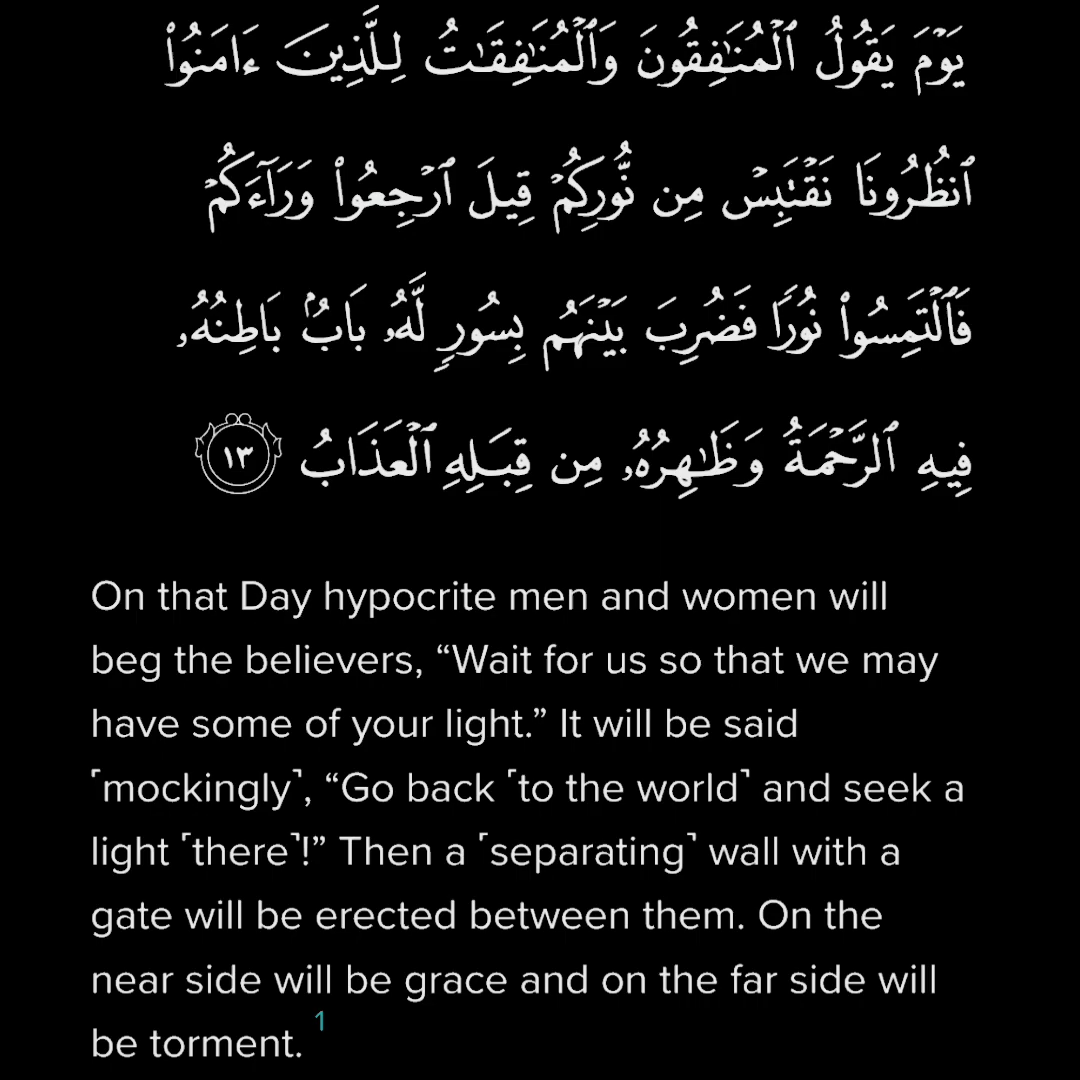 يَوْمَ يَقُولُ ٱلْمُنَـٰفِقُونَ وَٱلْمُنَـٰفِقَـٰتُ لِلَّذِينَ ءَامَنُوا۟
ٱنظُرُونَا نَقْتَبِسْ مِن نُّورِكُمْ قِيلَ ٱرْجِعُوا۟ وَرَآءَكُمْ
فَٱلْتَمِسُوا۟ نُورًا فَضُرِبَ بَيْنَهُم بِسُورٍ لَّهُۥ بَابٌۢ بَاطِنُهُۥ
فِيهِ ٱلرَّحْمَةُ وَظَـٰهِرُهُۥ مِن قِبَلِهِ ٱلْعَذَابُ ١٣
On that Day hypocrite men and women will
beg the believers, “Wait for us so that we may
have some of your light.” It will be said
˹mockingly˺, “Go back ˹to the world˺ and seek a
light ˹there˺!” Then a ˹separating˺ wall with a
gate will be erected between them. On the
near side will be grace and on the far side will
be torment. 1